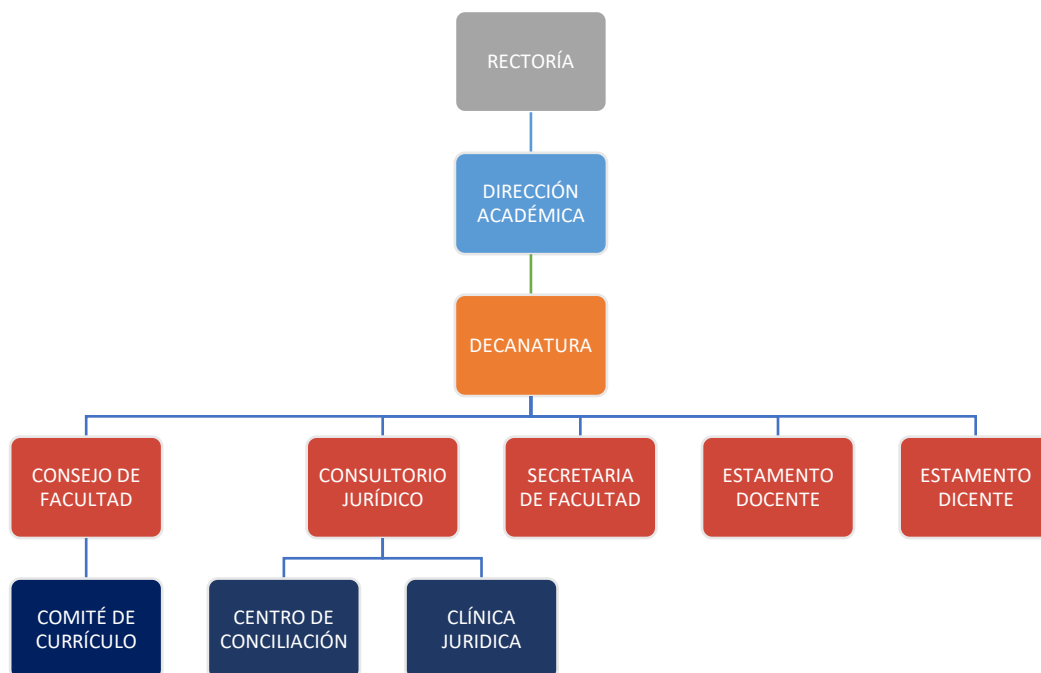 RECTORÍA
DIRECCIÓN
ACADÉMICA
DECANATURA
CONSEJO DE
FACULTAD
CONSULTORIO
JURÍDICO
SECRETARIA
DE FACULTAD
ESTAMENTO
DOCENTE
ESTAMENTO
DICENTE
COMITÉ DE
CURRÍCULO
CENTRO DE
CONCILIACIÓN
CLÍNICA
JURIDICA